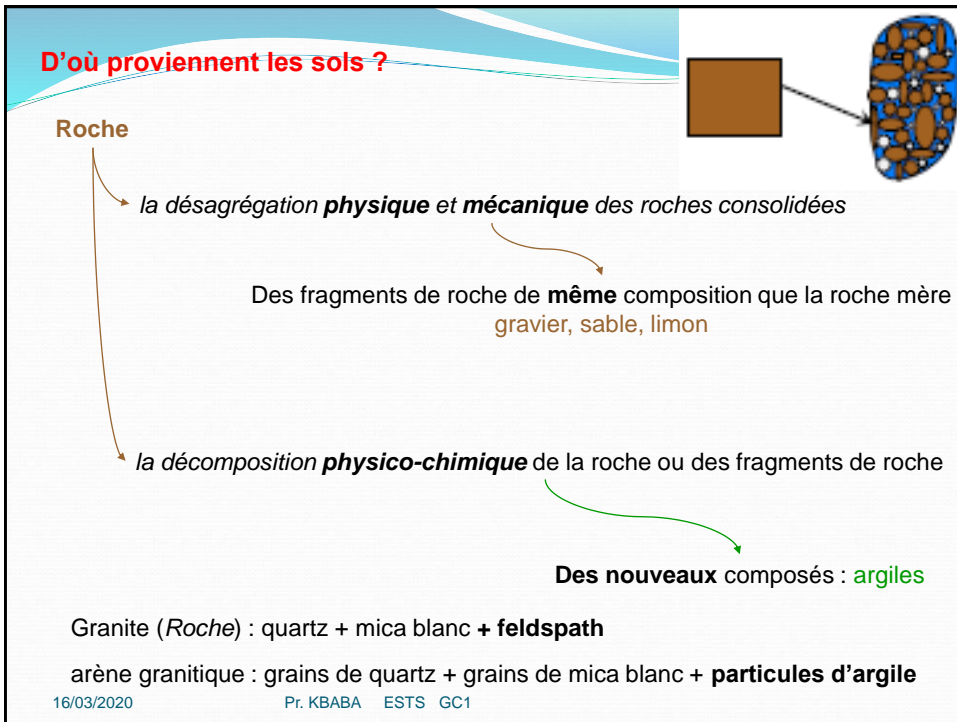 D'où proviennent les sols ?
Roche
la désagrégation physique et mécanique des roches consolidées
Des fragments de roche de même composition que la roche mère
gravier, sable, limon
la décomposition physico-chimique de la roche ou des fragments de roche
Des nouveaux composés : argiles
Granite (Roche) : quartz + mica blanc + feldspath
arène granitique : grains de quartz + grains de mica blanc + particules d'argile
16/03/2020 Pr. KBABA ESTS GC1